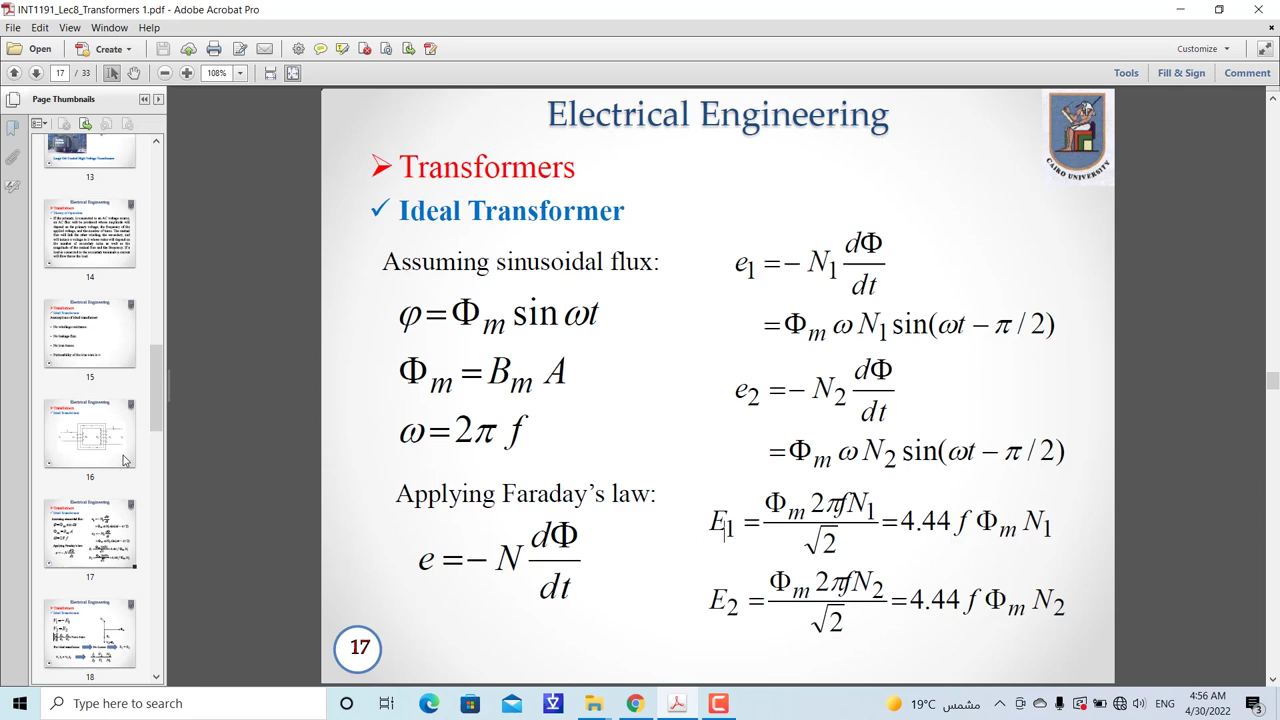 INT1191_Lec8_Transformers 1.pdf - Adobe Acrobat Pro
File Edit View Window Help
Open Create Customize
17 / 33 108% Tools Fill & Sign Comment
Page Thumbnails
13
14
15
16
17
18
Electrical Engineering
CAIRO UNIVERSITY
➢ Transformers
✓ Ideal Transformer
Assuming sinusoidal flux:
φ = Φm sin ωt
Φm = Bm A
ω = 2π f
Applying Faraday's law:
e = − N dΦ/dt
e1 = − N1 dΦ/dt
= Φm ω N1 sin(ωt − π / 2)
e2 = − N2 dΦ/dt
= Φm ω N2 sin(ωt − π / 2)
E1 = Φm 2πfN1 / √2 = 4.44 f Φm N1
E2 = Φm 2πfN2 / √2 = 4.44 f Φm N2
17
Type here to search
19°C مشمس ENG
4:56 AM
4/30/2022
3